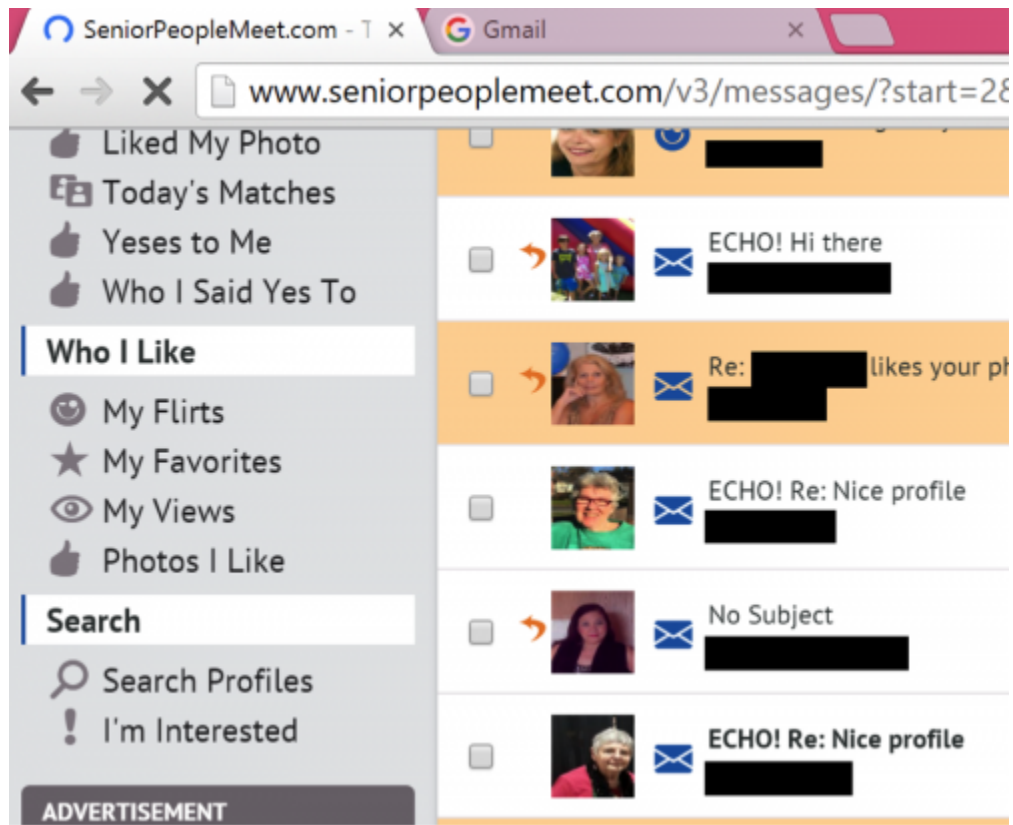 SeniorPeopleMeet.com - T
Gmail
www.seniorpeoplemeet.com/v3/messages/?start=28
Liked My Photo
Today's Matches
Yeses to Me
Who I Said Yes To
Who I Like
My Flirts
My Favorites
My Views
Photos I Like
Search
Search Profiles
I'm Interested
ADVERTISEMENT
ECHO! Hi there
Re: likes your ph
ECHO! Re: Nice profile
No Subject
ECHO! Re: Nice profile